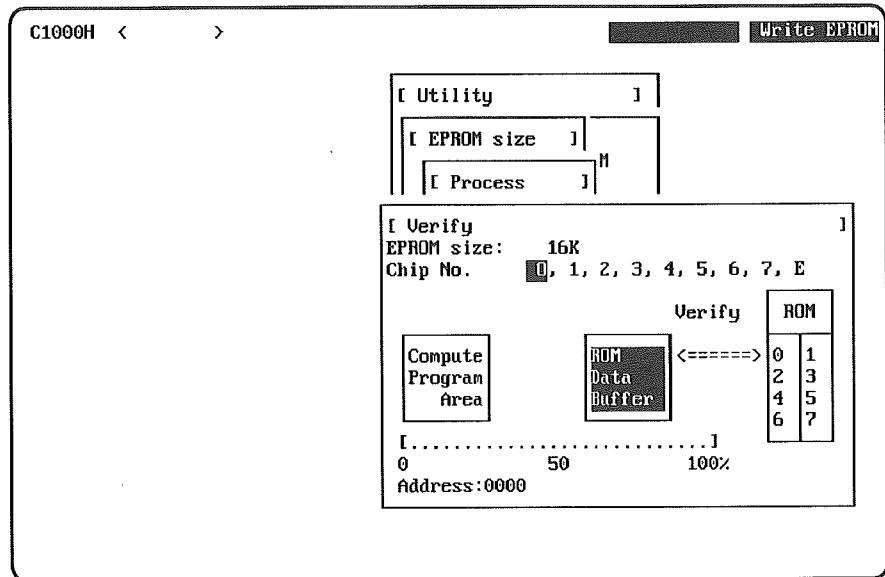 C1000H < > Write EPROM
[ Utility ]
[ EPROM size ]
M
[ Process ]
[ Verify ]
EPROM size: 16K
Chip No. 0, 1, 2, 3, 4, 5, 6, 7, E
Verify ROM
Compute ROM <======> 0 1
Program Data 2 3
Area Buffer 4 5
6 7
[............................]
0 50 100%
Address:0000